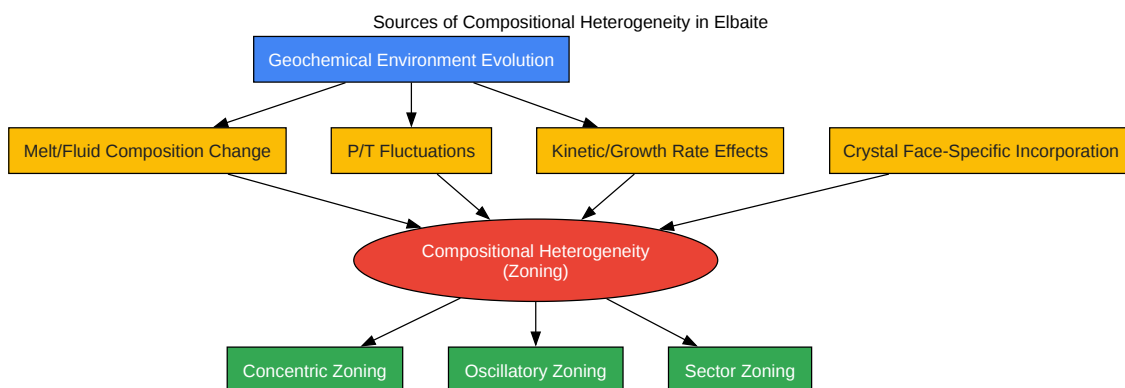 Sources of Compositional Heterogeneity in Elbaite
Geochemical Environment Evolution
Melt/Fluid Composition Change
P/T Fluctuations
Kinetic/Growth Rate Effects
Crystal Face-Specific Incorporation
Compositional Heterogeneity
(Zoning)
Concentric Zoning
Oscillatory Zoning
Sector Zoning